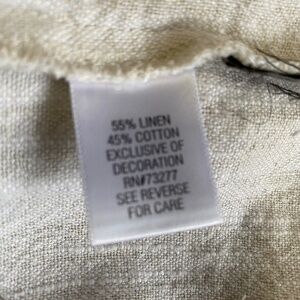 55% LINEN
45% COTTON
EXCLUSIVE OF
DECORATION
RN#73277
SEE REVERSE
FOR CARE